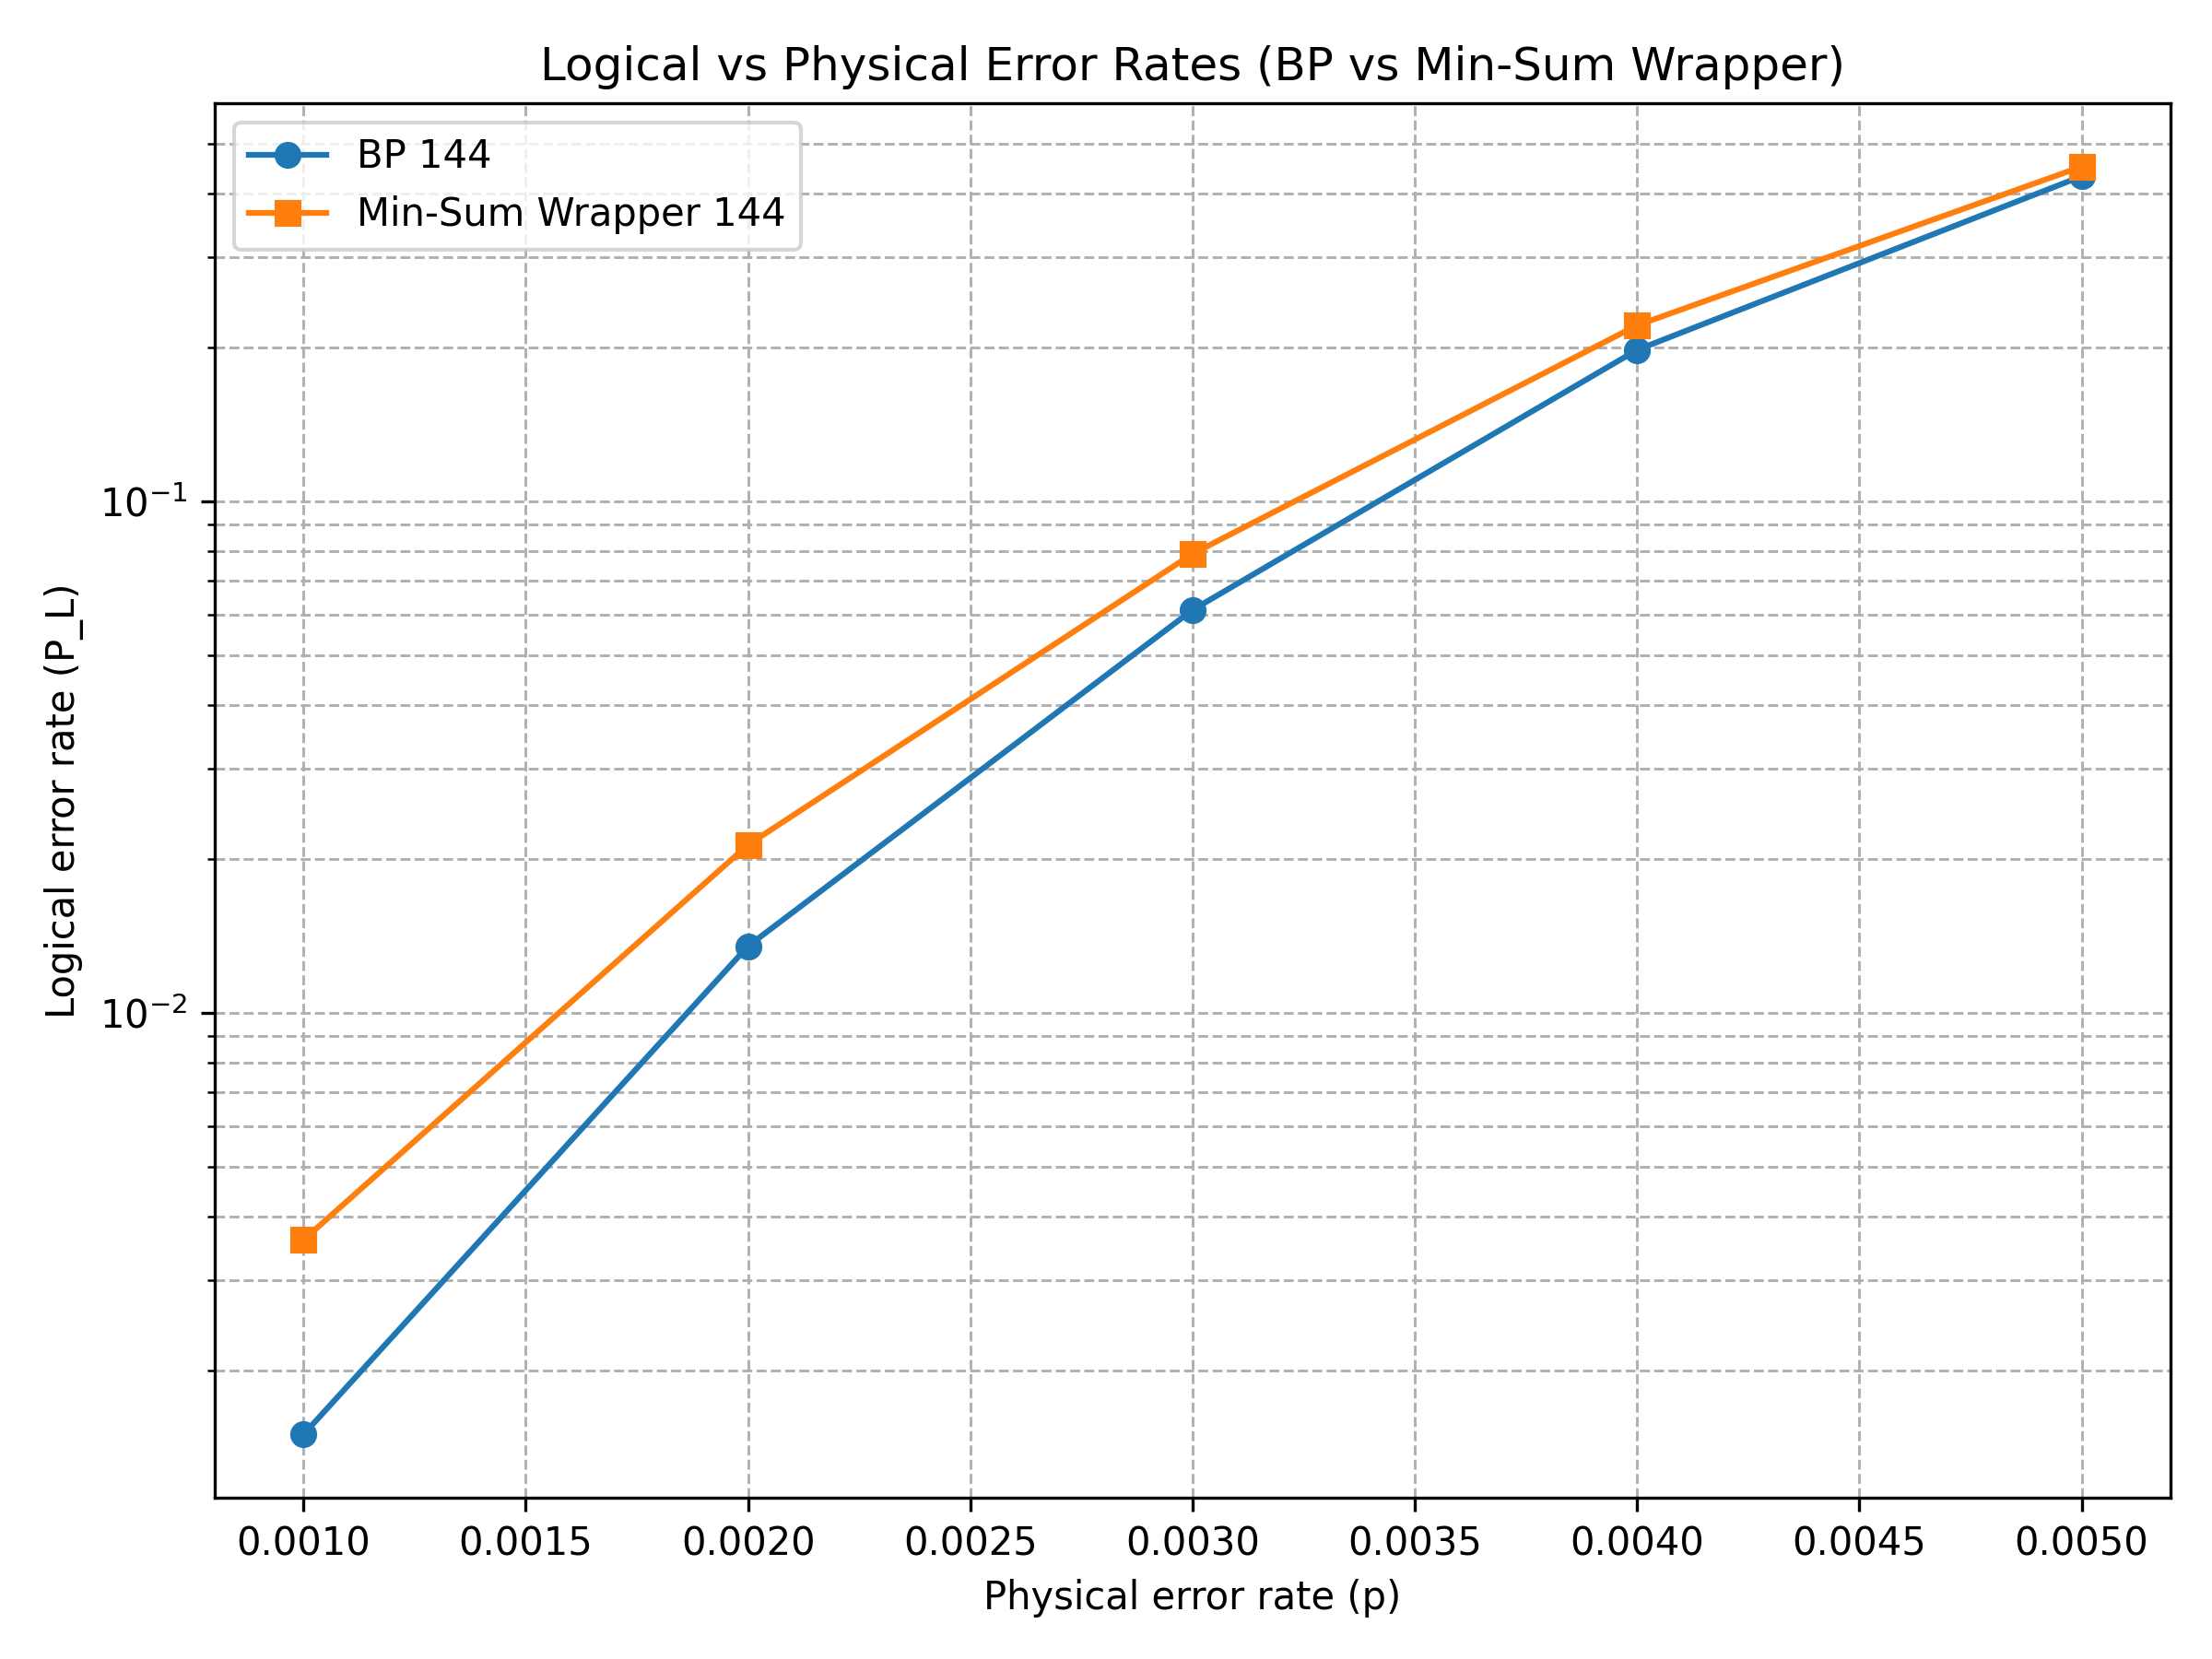 Logical vs Physical Error Rates (BP vs Min-Sum Wrapper)
BP 144
Min-Sum Wrapper 144
Logical error rate (P_L)
10⁻¹
10⁻²
0.0010 0.0015 0.0020 0.0025 0.0030 0.0035 0.0040 0.0045 0.0050
Physical error rate (p)